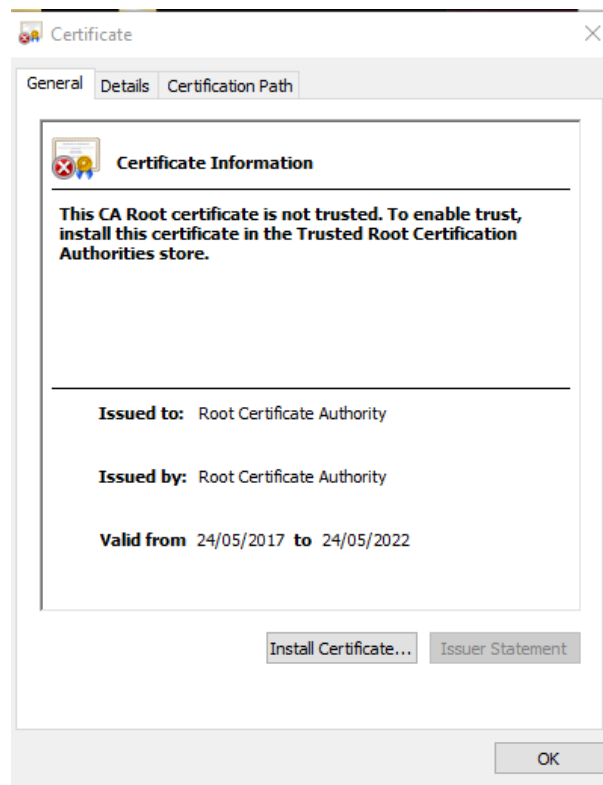 Certificate
General Details Certification Path
Certificate Information
This CA Root certificate is not trusted. To enable trust,
install this certificate in the Trusted Root Certification
Authorities store.
Issued to: Root Certificate Authority
Issued by: Root Certificate Authority
Valid from 24/05/2017 to 24/05/2022
Install Certificate... Issuer Statement
OK